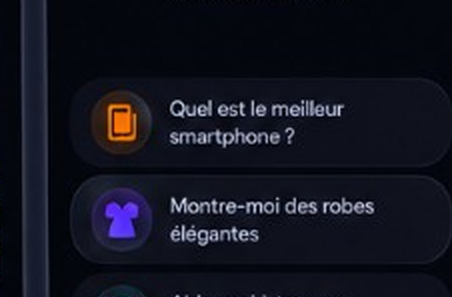 Quel est le meilleur
smartphone ?
Montre-moi des robes
élégantes